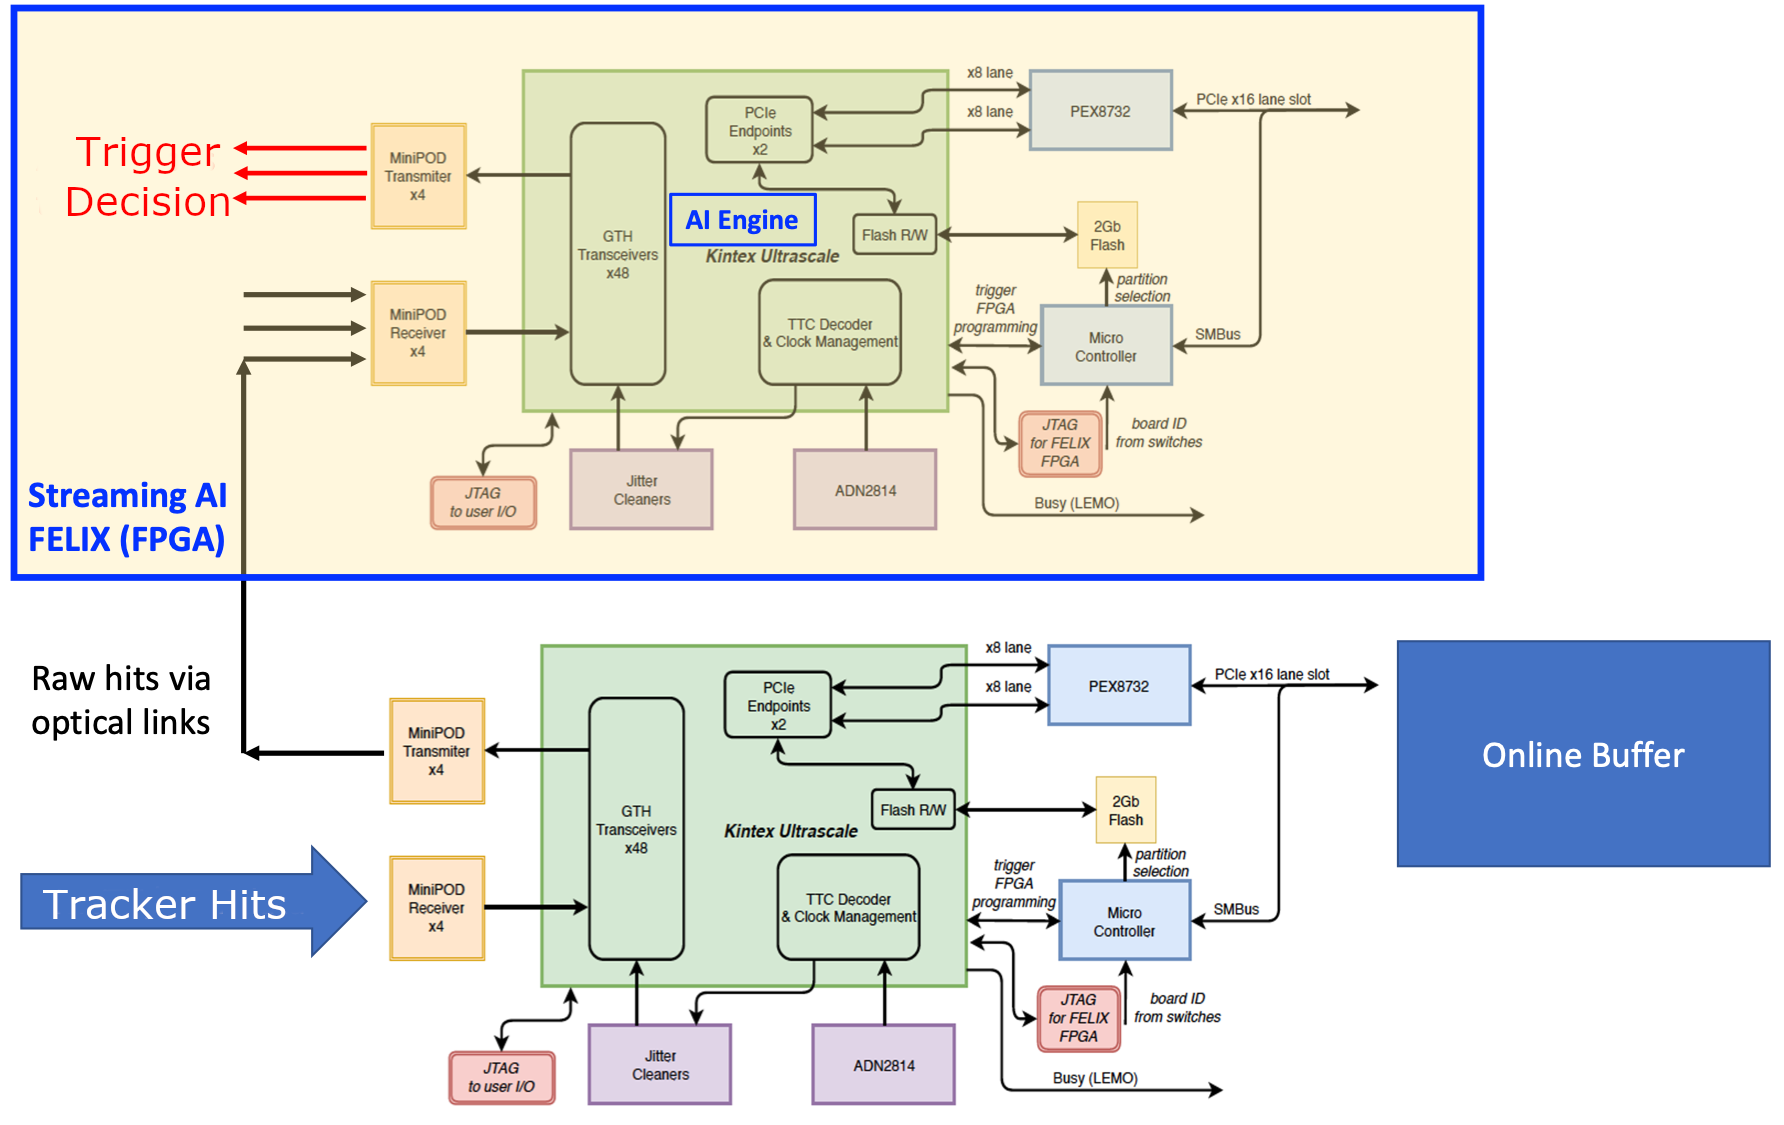 x8 lane
PCIe
Endpoints
x2
x8 lane
PEX8732
PCIe x16 lane slot
Trigger
Decision
MiniPOD
Transmiter
x4
AI Engine
GTH
Transceivers
x48
Flash R/W
2Gb
Flash
Kintex Ultrascale
partition
selection
trigger
FPGA
programming
MiniPOD
Receiver
x4
TTC Decoder
& Clock Management
Micro
Controller
SMBus
JTAG
for FELIX
FPGA
board ID
from switches
Streaming AI
FELIX (FPGA)
JTAG
to user I/O
Jitter
Cleaners
ADN2814
Busy (LEMO)
Raw hits via
optical links
x8 lane
PCIe
Endpoints
x2
x8 lane
PEX8732
PCIe x16 lane slot
Online Buffer
MiniPOD
Transmiter
x4
GTH
Transceivers
x48
Flash R/W
2Gb
Flash
Kintex Ultrascale
partition
selection
trigger
FPGA
programming
Tracker Hits
MiniPOD
Receiver
x4
TTC Decoder
& Clock Management
Micro
Controller
SMBus
JTAG
for FELIX
FPGA
board ID
from switches
JTAG
to user I/O
Jitter
Cleaners
ADN2814
Busy (LEMO)